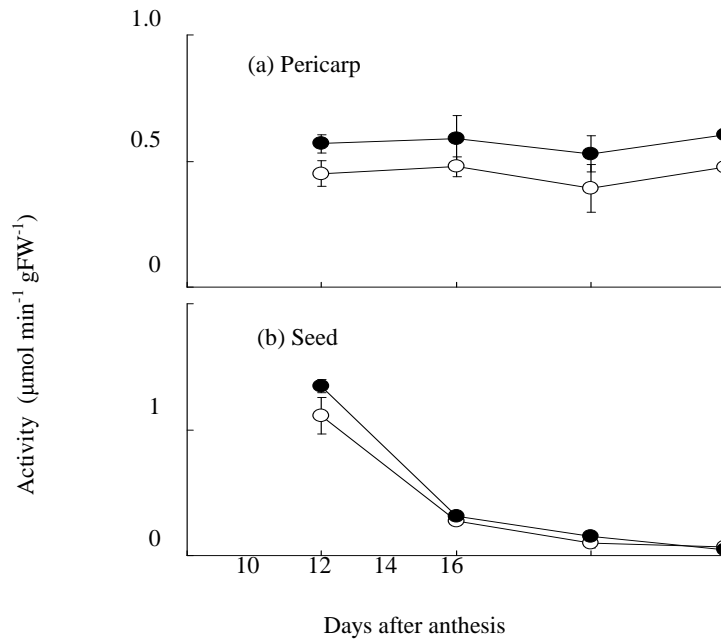 1.0
(a) Pericarp
0.5
0
Activity (µmol min⁻¹ gFW⁻¹)
(b) Seed
1
0
10 12 14 16
Days after anthesis